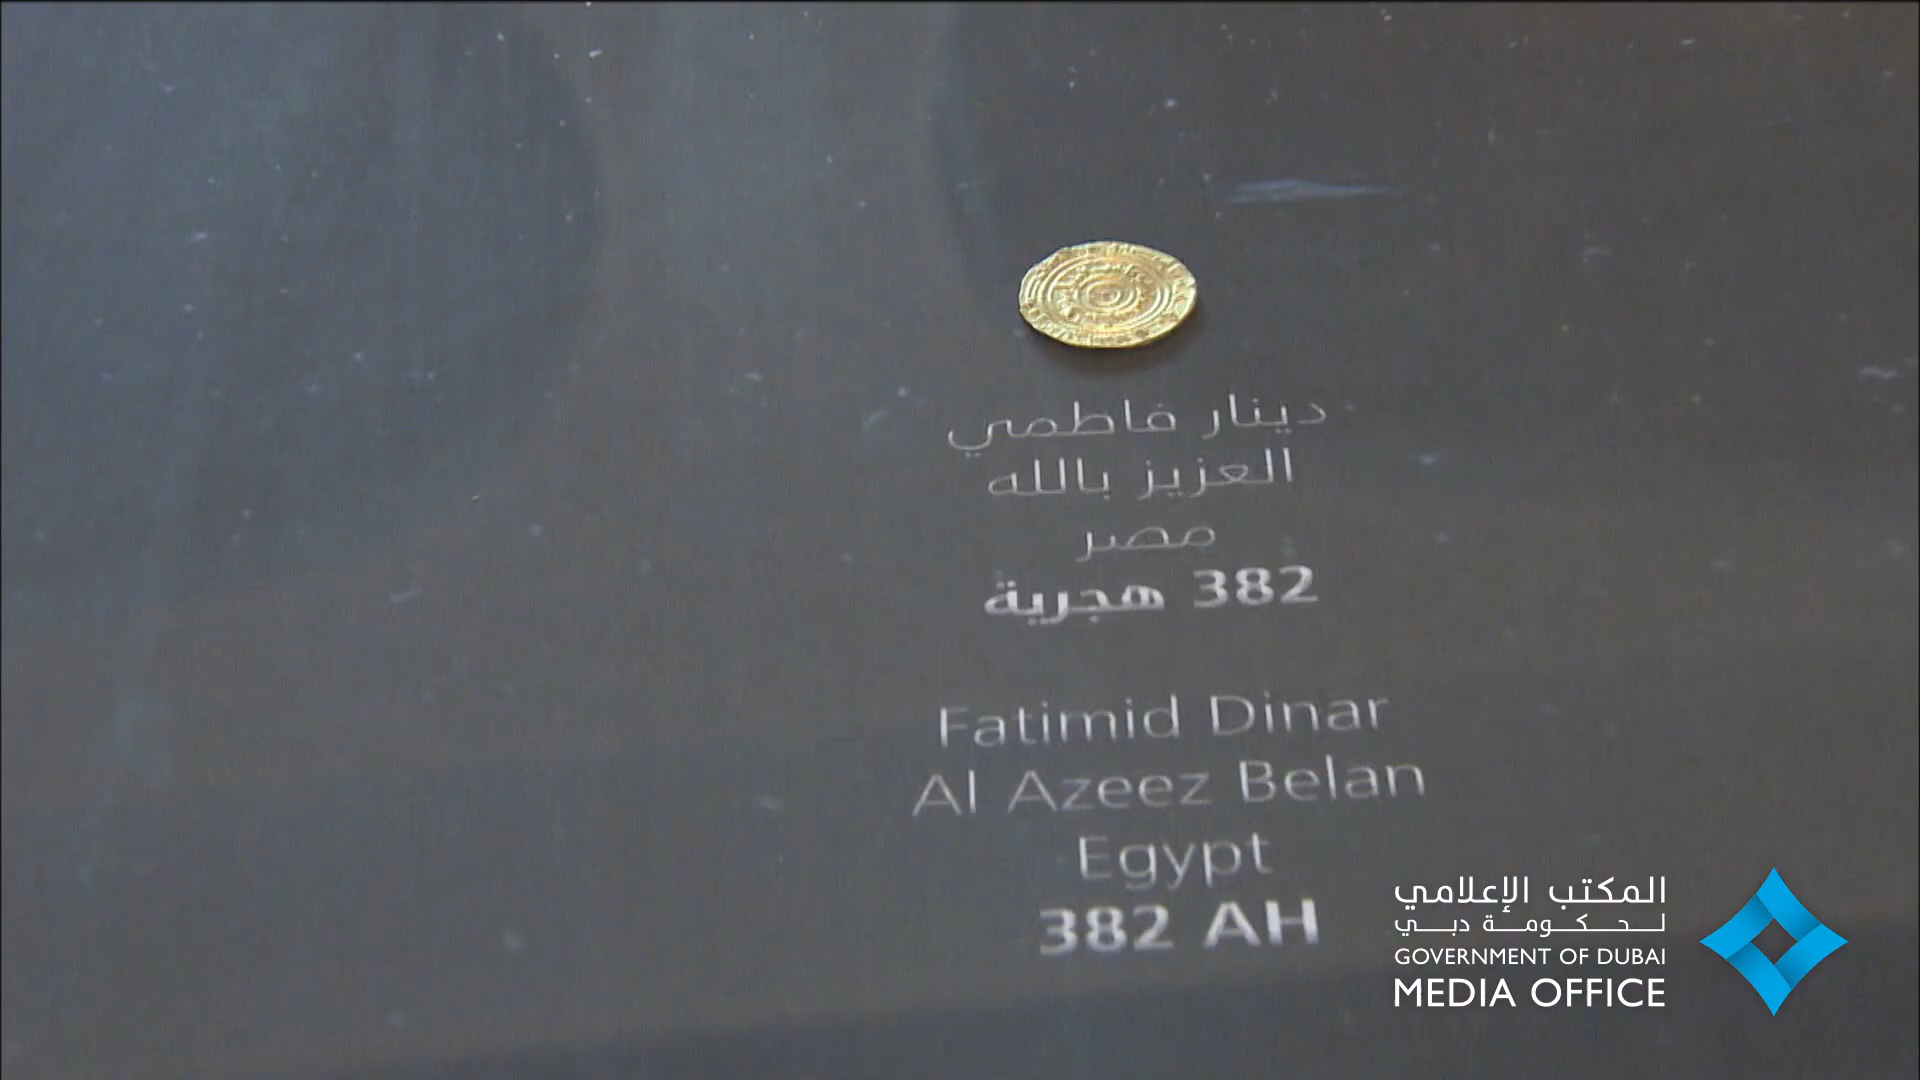 دينار فاطمي
العزيز بالله
مصر
382 هجرية
Fatimid Dinar
Al Azeez Belan
Egypt
382 AH
المكتب الإعلامي
لحكومة دبي
GOVERNMENT OF DUBAI
MEDIA OFFICE